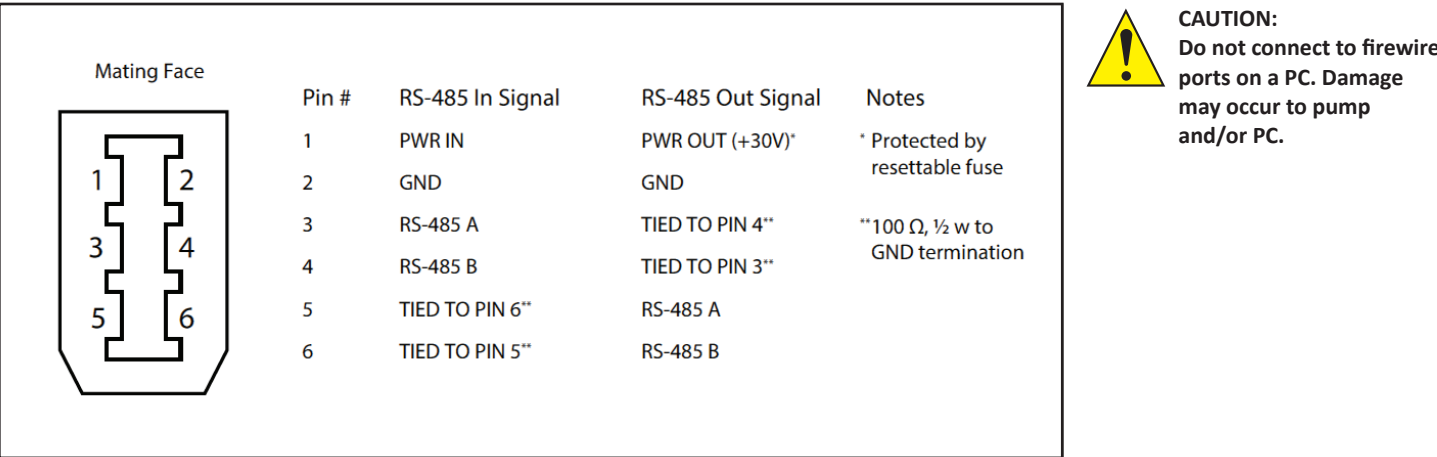 Mating Face
1 2
3 4
5 6
Pin # RS-485 In Signal RS-485 Out Signal Notes
1 PWR IN PWR OUT (+30V)* * Protected by
resettable fuse
2 GND GND
3 RS-485 A TIED TO PIN 4** **100 Ω, ½ w to
GND termination
4 RS-485 B TIED TO PIN 3**
5 TIED TO PIN 6** RS-485 A
6 TIED TO PIN 5** RS-485 B
CAUTION:
Do not connect to firewire
ports on a PC. Damage
may occur to pump
and/or PC.